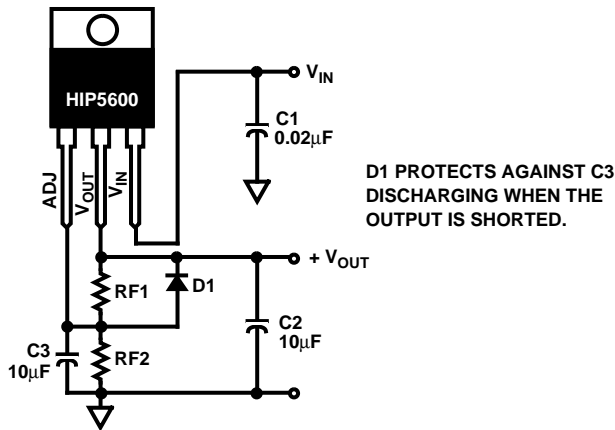 HIP5600
ADJ
VOUT
VIN
VIN
C1
0.02μF
D1 PROTECTS AGAINST C3
DISCHARGING WHEN THE
OUTPUT IS SHORTED.
+ VOUT
RF1
D1
C2
10μF
C3
10μF
RF2